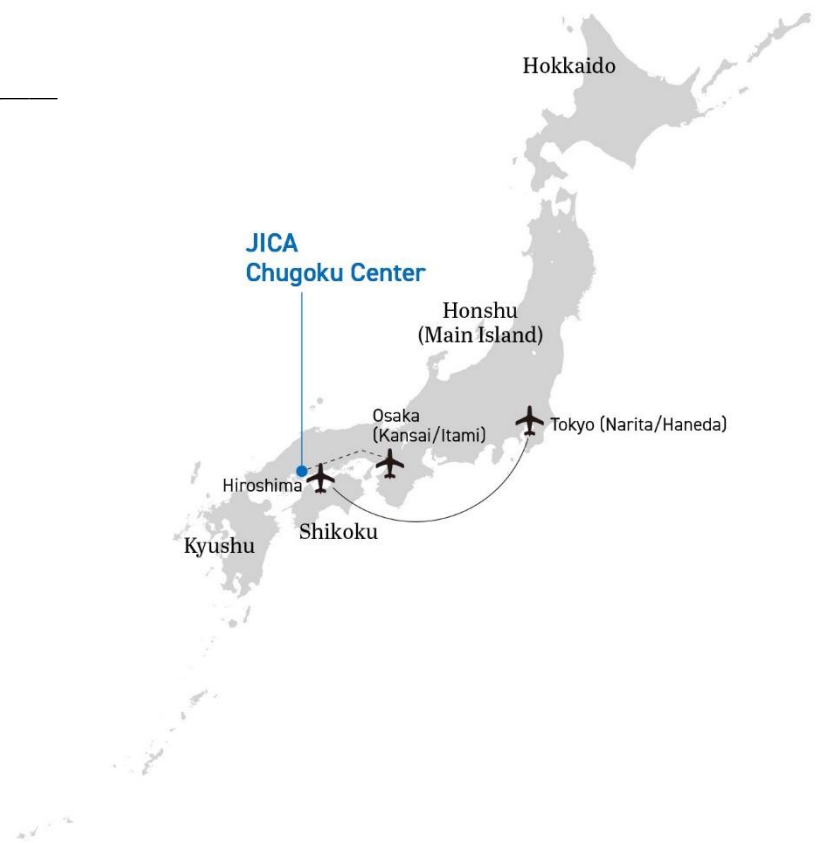 Hokkaido
JICA
Chugoku Center
Honshu
(Main Island)
Osaka
(Kansai/Itami)
Tokyo (Narita/Haneda)
Hiroshima
Shikoku
Kyushu